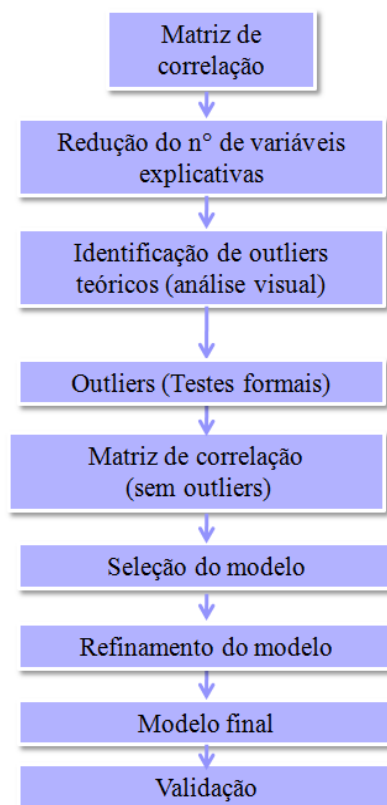 Matriz de
correlação
Redução do n° de variáveis
explicativas
Identificação de outliers
teóricos (análise visual)
Outliers (Testes formais)
Matriz de correlação
(sem outliers)
Seleção do modelo
Refinamento do modelo
Modelo final
Validação